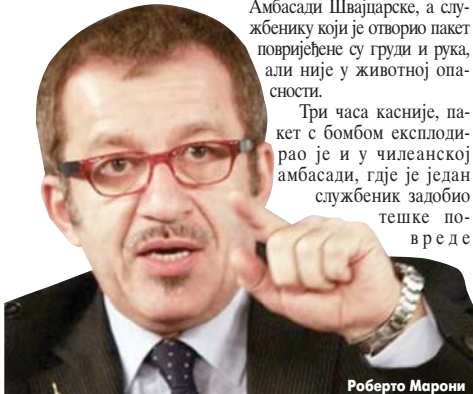 Амбасади Швајцарске, а слу-
жбенику који је отворио пакет
повријеђене су груди и рука,
али није у животној опа-
сности.
Три часа касније, па-
кет с бомбом експлоди-
рао је и у чилеанској
амбасади, гдје је један
службеник задобио
тешке по-
вреде
Роберто Марони